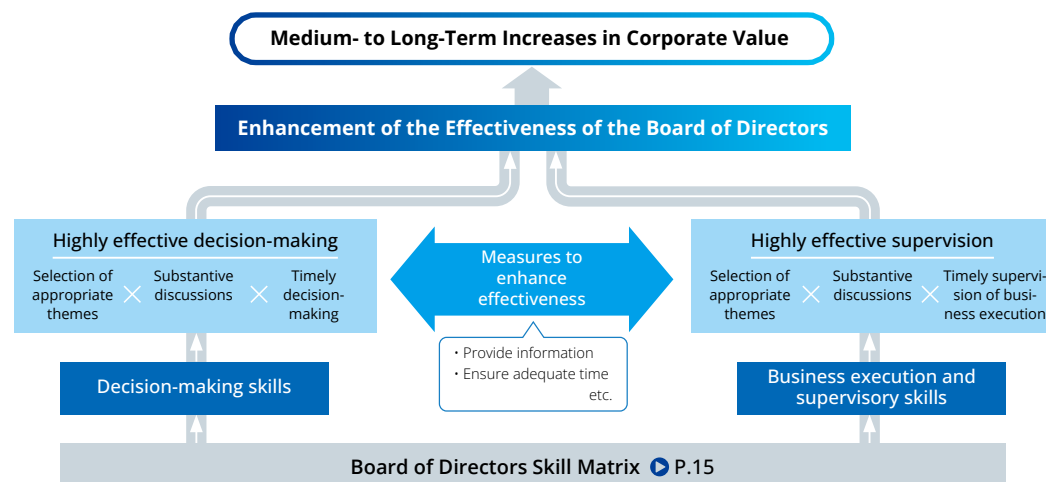 Medium- to Long-Term Increases in Corporate Value
Enhancement of the Effectiveness of the Board of Directors
Highly effective decision-making
Selection of
appropriate
themes
×
Substantive
discussions
×
Timely
decision-
making
Measures to
enhance
effectiveness
・Provide information
・Ensure adequate time
etc.
Highly effective supervision
Selection of
appropriate
themes
×
Substantive
discussions
×
Timely supervi-
sion of busi-
ness execution
Decision-making skills
Business execution and
supervisory skills
Board of Directors Skill Matrix P.15